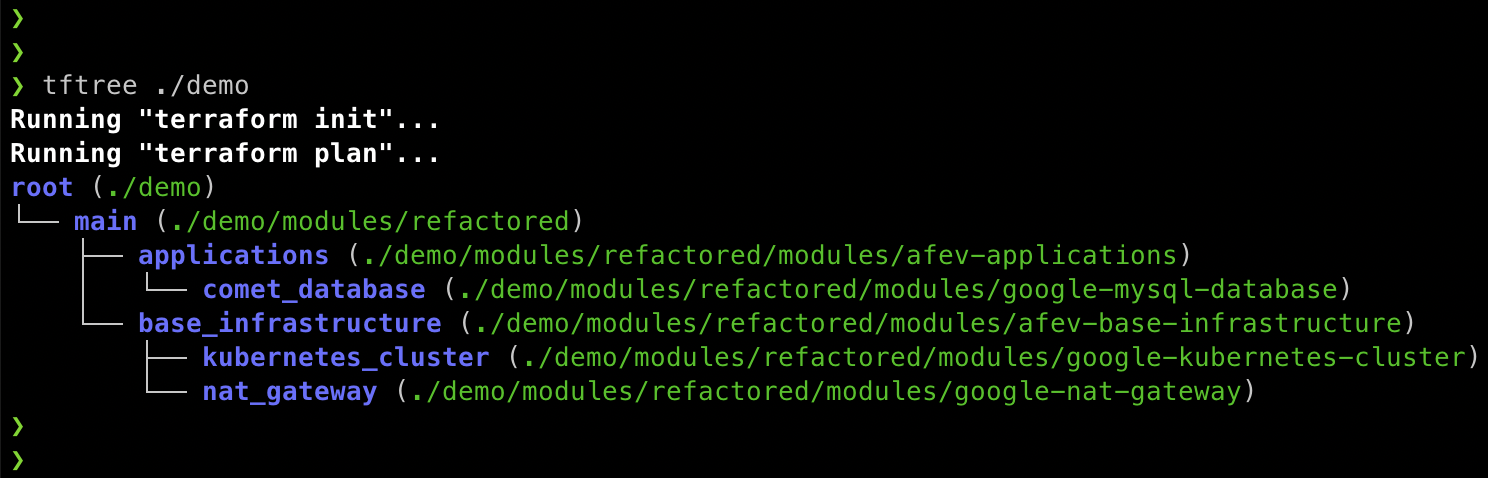 ❯
❯
❯ tftree ./demo
Running "terraform init"...
Running "terraform plan"...
root (./demo)
└── main (./demo/modules/refactored)
    ├── applications (./demo/modules/refactored/modules/afev-applications)
    │   └── comet_database (./demo/modules/refactored/modules/google-mysql-database)
    └── base_infrastructure (./demo/modules/refactored/modules/afev-base-infrastructure)
        ├── kubernetes_cluster (./demo/modules/refactored/modules/google-kubernetes-cluster)
        └── nat_gateway (./demo/modules/refactored/modules/google-nat-gateway)
❯
❯